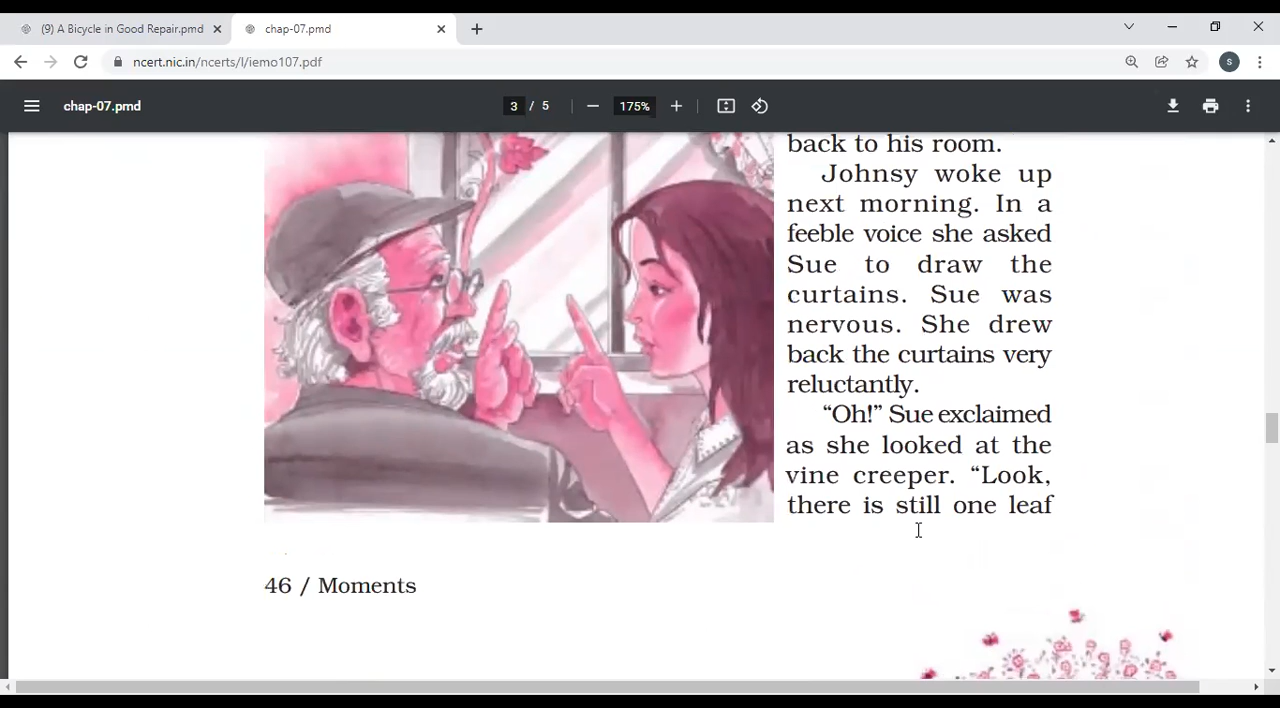 (9) A Bicycle in Good Repair.pmd
chap-07.pmd
ncert.nic.in/ncerts/l/iemo107.pdf
S
chap-07.pmd
3 / 5
175%
back to his room.
Johnsy woke up
next morning. In a
feeble voice she asked
Sue to draw the
curtains. Sue was
nervous. She drew
back the curtains very
reluctantly.
“Oh!” Sue exclaimed
as she looked at the
vine creeper. “Look,
there is still one leaf
46 / Moments